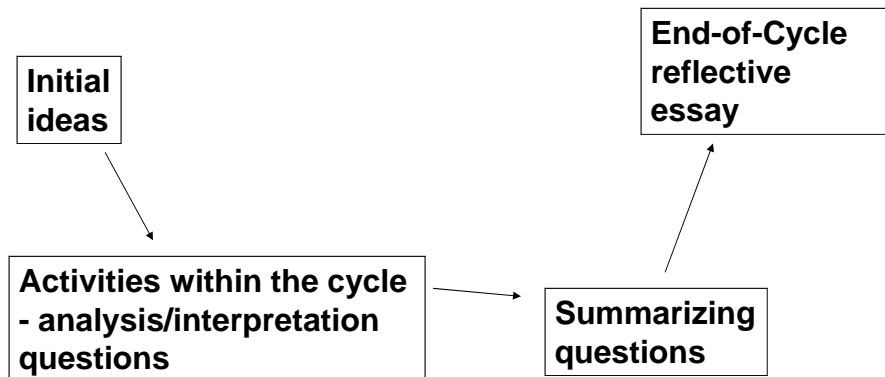 Initial
ideas
Activities within the cycle
- analysis/interpretation
questions
Summarizing
questions
End-of-Cycle
reflective
essay